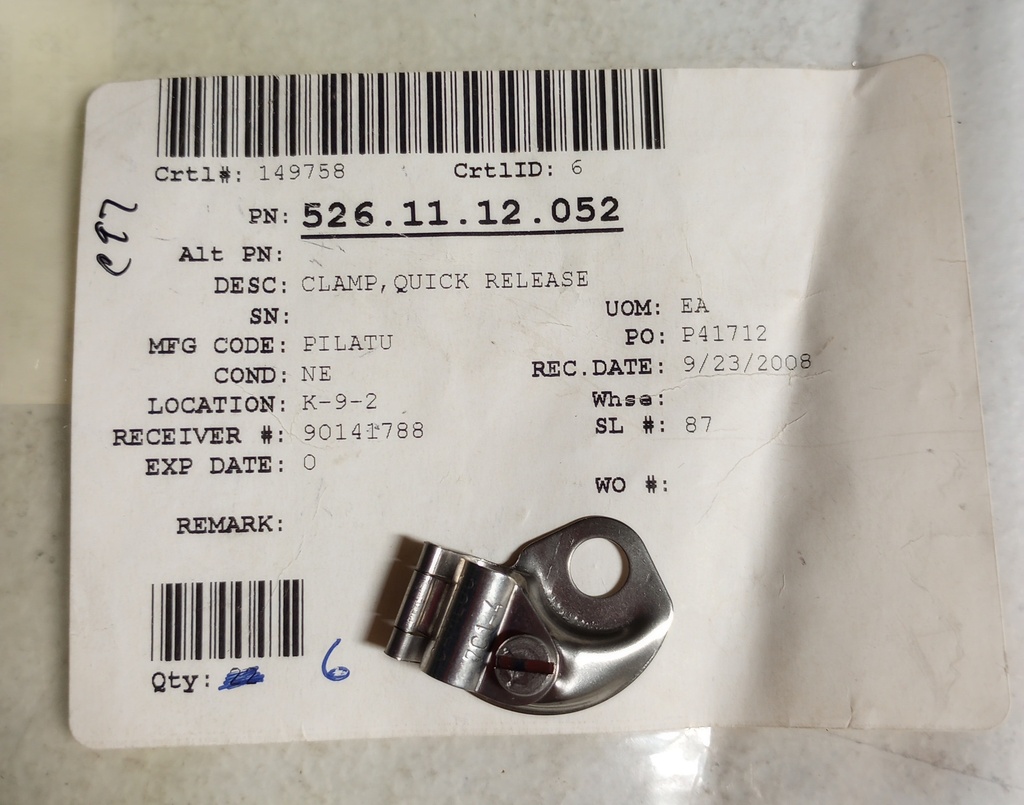 Crtl#: 149758 CrtlID: 6
PN: 526.11.12.052
Alt PN:
DESC: CLAMP,QUICK RELEASE
SN:
UOM: EA
MFG CODE: PILATU
PO: P41712
COND: NE
REC.DATE: 9/23/2008
LOCATION: K-9-2
Whse:
RECEIVER #: 90141788
SL #: 87
EXP DATE: 0
WO #:
REMARK:
Qty: 6